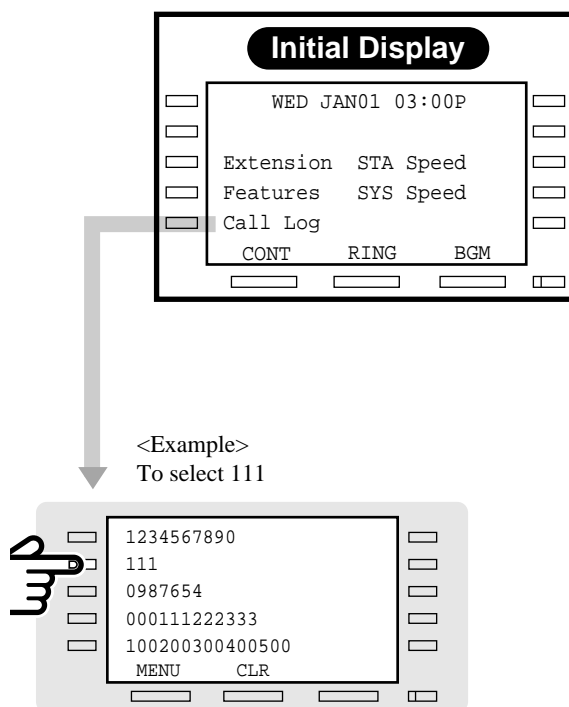 Initial Display
WED JAN01 03:00P
Extension STA Speed
Features SYS Speed
Call Log
CONT RING BGM
<Example>
To select 111
1234567890
111
0987654
000111222333
100200300400500
MENU CLR